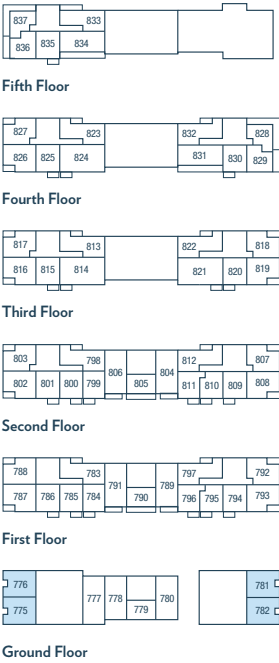 837 833
836 835 834
Fifth Floor
827 823 832 828
826 825 824 831 830 829
Fourth Floor
817 813 822 818
816 815 814 821 820 819
Third Floor
803 798 806 804 812 807
802 801 800 799 805 811 810 809 808
Second Floor
788 783 791 789 797 792
787 786 785 784 790 796 795 794 793
First Floor
776 777 778 780 781
775 779 782
Ground Floor